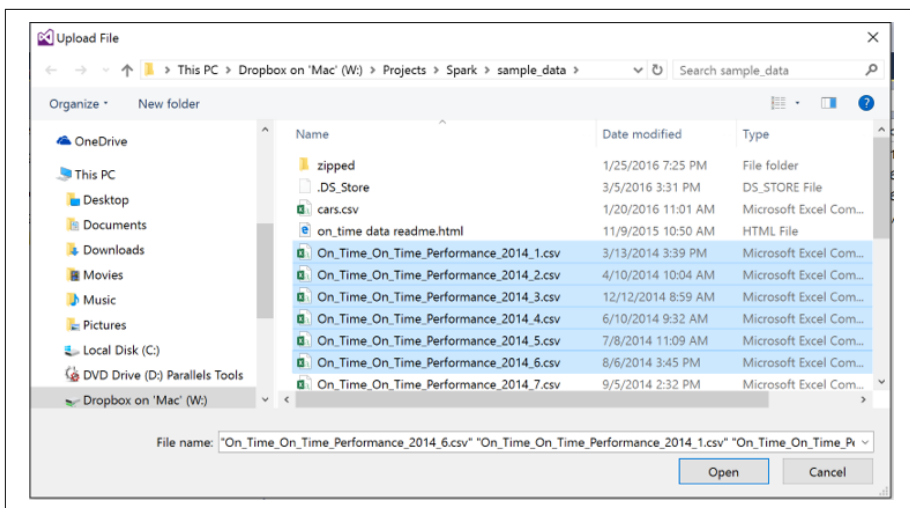 Upload File
This PC > Dropbox on 'Mac' (W:) > Projects > Spark > sample_data >
Search sample_data
Organize
New folder
Name Date modified Type
OneDrive
This PC
Desktop
Documents
Downloads
Movies
Music
Pictures
Local Disk (C:)
DVD Drive (D:) Parallels Tools
Dropbox on 'Mac' (W:)
zipped 1/25/2016 7:25 PM File folder
.DS_Store 3/5/2016 3:31 PM DS_STORE File
cars.csv 1/20/2016 11:01 AM Microsoft Excel Com...
on_time data readme.html 11/9/2015 10:50 AM HTML File
On_Time_On_Time_Performance_2014_1.csv 3/13/2014 3:39 PM Microsoft Excel Com...
On_Time_On_Time_Performance_2014_2.csv 4/10/2014 10:04 AM Microsoft Excel Com...
On_Time_On_Time_Performance_2014_3.csv 12/12/2014 8:59 AM Microsoft Excel Com...
On_Time_On_Time_Performance_2014_4.csv 6/10/2014 9:32 AM Microsoft Excel Com...
On_Time_On_Time_Performance_2014_5.csv 7/8/2014 11:09 AM Microsoft Excel Com...
On_Time_On_Time_Performance_2014_6.csv 8/6/2014 3:45 PM Microsoft Excel Com...
On_Time_On_Time_Performance_2014_7.csv 9/5/2014 2:32 PM Microsoft Excel Com...
File name: "On_Time_On_Time_Performance_2014_6.csv" "On_Time_On_Time_Performance_2014_1.csv" "On_Time_On_Time_Pe
Open
Cancel